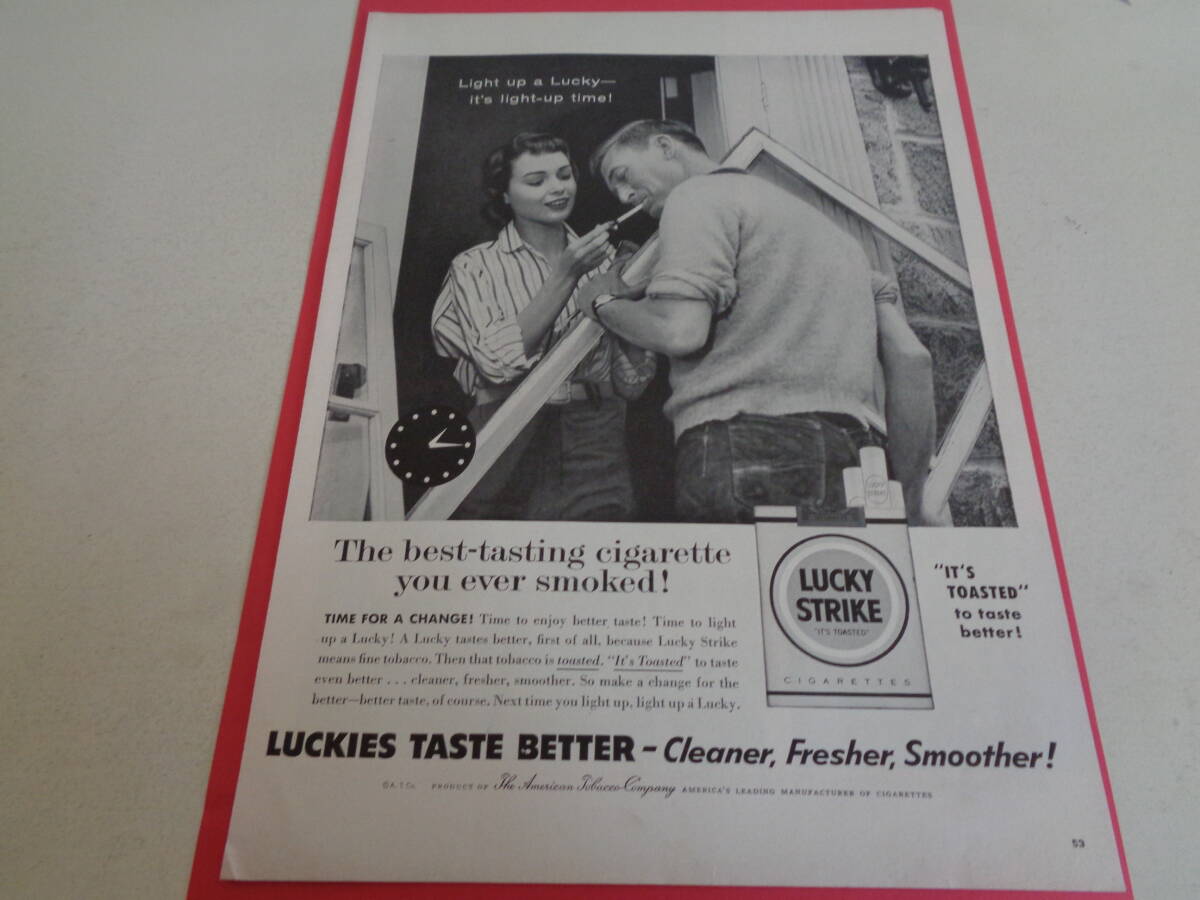 Light up a Lucky—
it's light-up time!
The best-tasting cigarette
you ever smoked!
TIME FOR A CHANGE! Time to enjoy better taste! Time to light
up a Lucky! A Lucky tastes better, first of all, because Lucky Strike
means fine tobacco. Then that tobacco is toasted. "It's Toasted" to taste
even better . . . cleaner, fresher, smoother. So make a change for the
better—better taste, of course. Next time you light up, light up a Lucky.
LUCKY
STRIKE
LUCKY
STRIKE
"IT'S TOASTED"
CIGARETTES
"IT'S
TOASTED"
to taste
better!
LUCKIES TASTE BETTER – Cleaner, Fresher, Smoother!
©A.T.Co. PRODUCT OF The American Tobacco Company AMERICA'S LEADING MANUFACTURER OF CIGARETTES
53